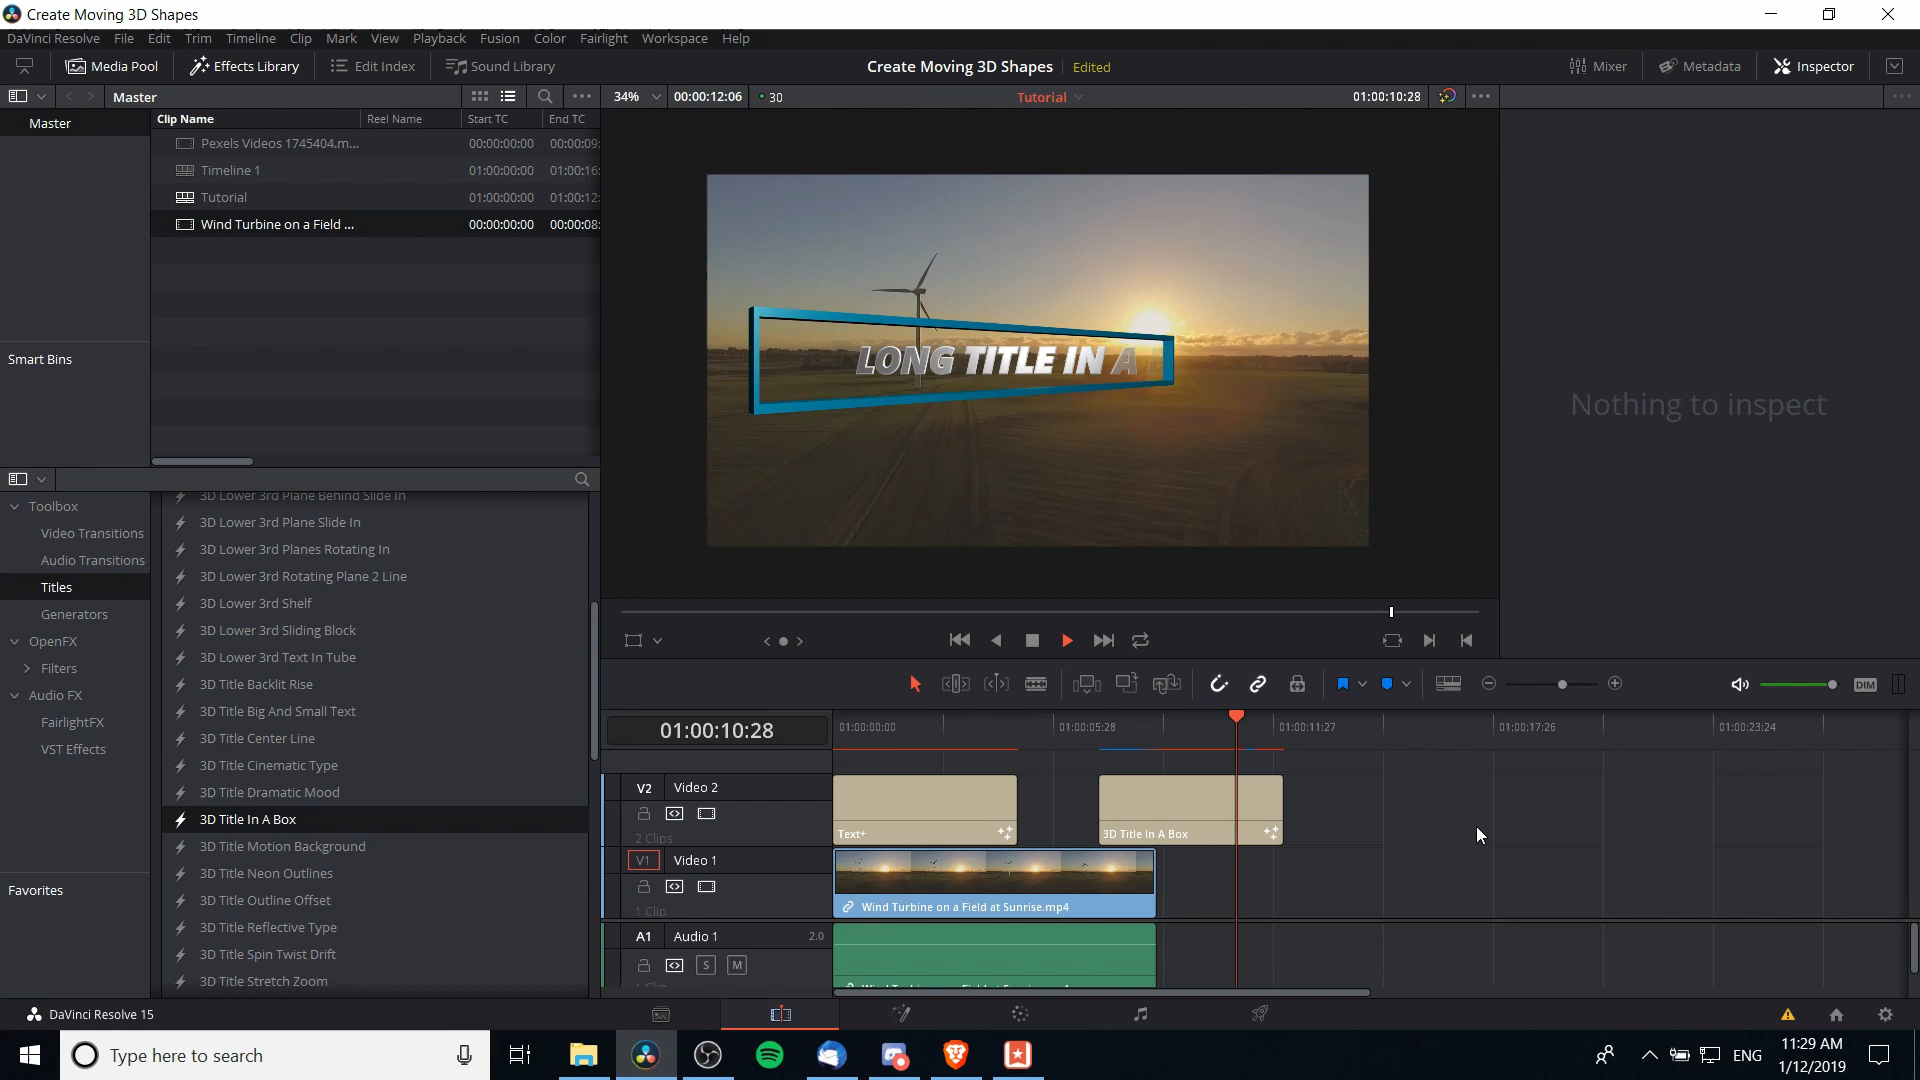 Create Moving 3D Shapes
DaVinci Resolve File Edit Trim Timeline Clip Mark View Playback Fusion Color Fairlight Workspace Help
Media Pool Effects Library Edit Index Sound Library Create Moving 3D Shapes Edited Mixer Metadata Inspector
Master 34% 00:00:12:06 30 Tutorial 01:00:10:28
Master
Clip Name Reel Name Start TC End TC
Pexels Videos 1745404.m... 00:00:00:00 00:00:09:
Timeline 1 01:00:00:00 01:00:16:
Tutorial 01:00:00:00 01:00:12:
Wind Turbine on a Field ... 00:00:00:00 00:00:08:
Smart Bins
LONG TITLE IN A
Nothing to inspect
Toolbox
Video Transitions
Audio Transitions
Titles
Generators
OpenFX
Filters
Audio FX
FairlightFX
VST Effects
Favorites
3D Lower 3rd Plane Behind Slide In
3D Lower 3rd Plane Slide In
3D Lower 3rd Planes Rotating In
3D Lower 3rd Rotating Plane 2 Line
3D Lower 3rd Shelf
3D Lower 3rd Sliding Block
3D Lower 3rd Text In Tube
3D Title Backlit Rise
3D Title Big And Small Text
3D Title Center Line
3D Title Cinematic Type
3D Title Dramatic Mood
3D Title In A Box
3D Title Motion Background
3D Title Neon Outlines
3D Title Outline Offset
3D Title Reflective Type
3D Title Spin Twist Drift
3D Title Stretch Zoom
DIM
01:00:10:28
01:00:00:00 01:00:05:28 01:00:11:27 01:00:17:26 01:00:23:24
V2 Video 2
2 Clips
Text+ 3D Title In A Box
V1 Video 1
1 Clip
Wind Turbine on a Field at Sunrise.mp4
A1 Audio 1 2.0
S M
DaVinci Resolve 15
Type here to search
ENG
11:29 AM
1/12/2019